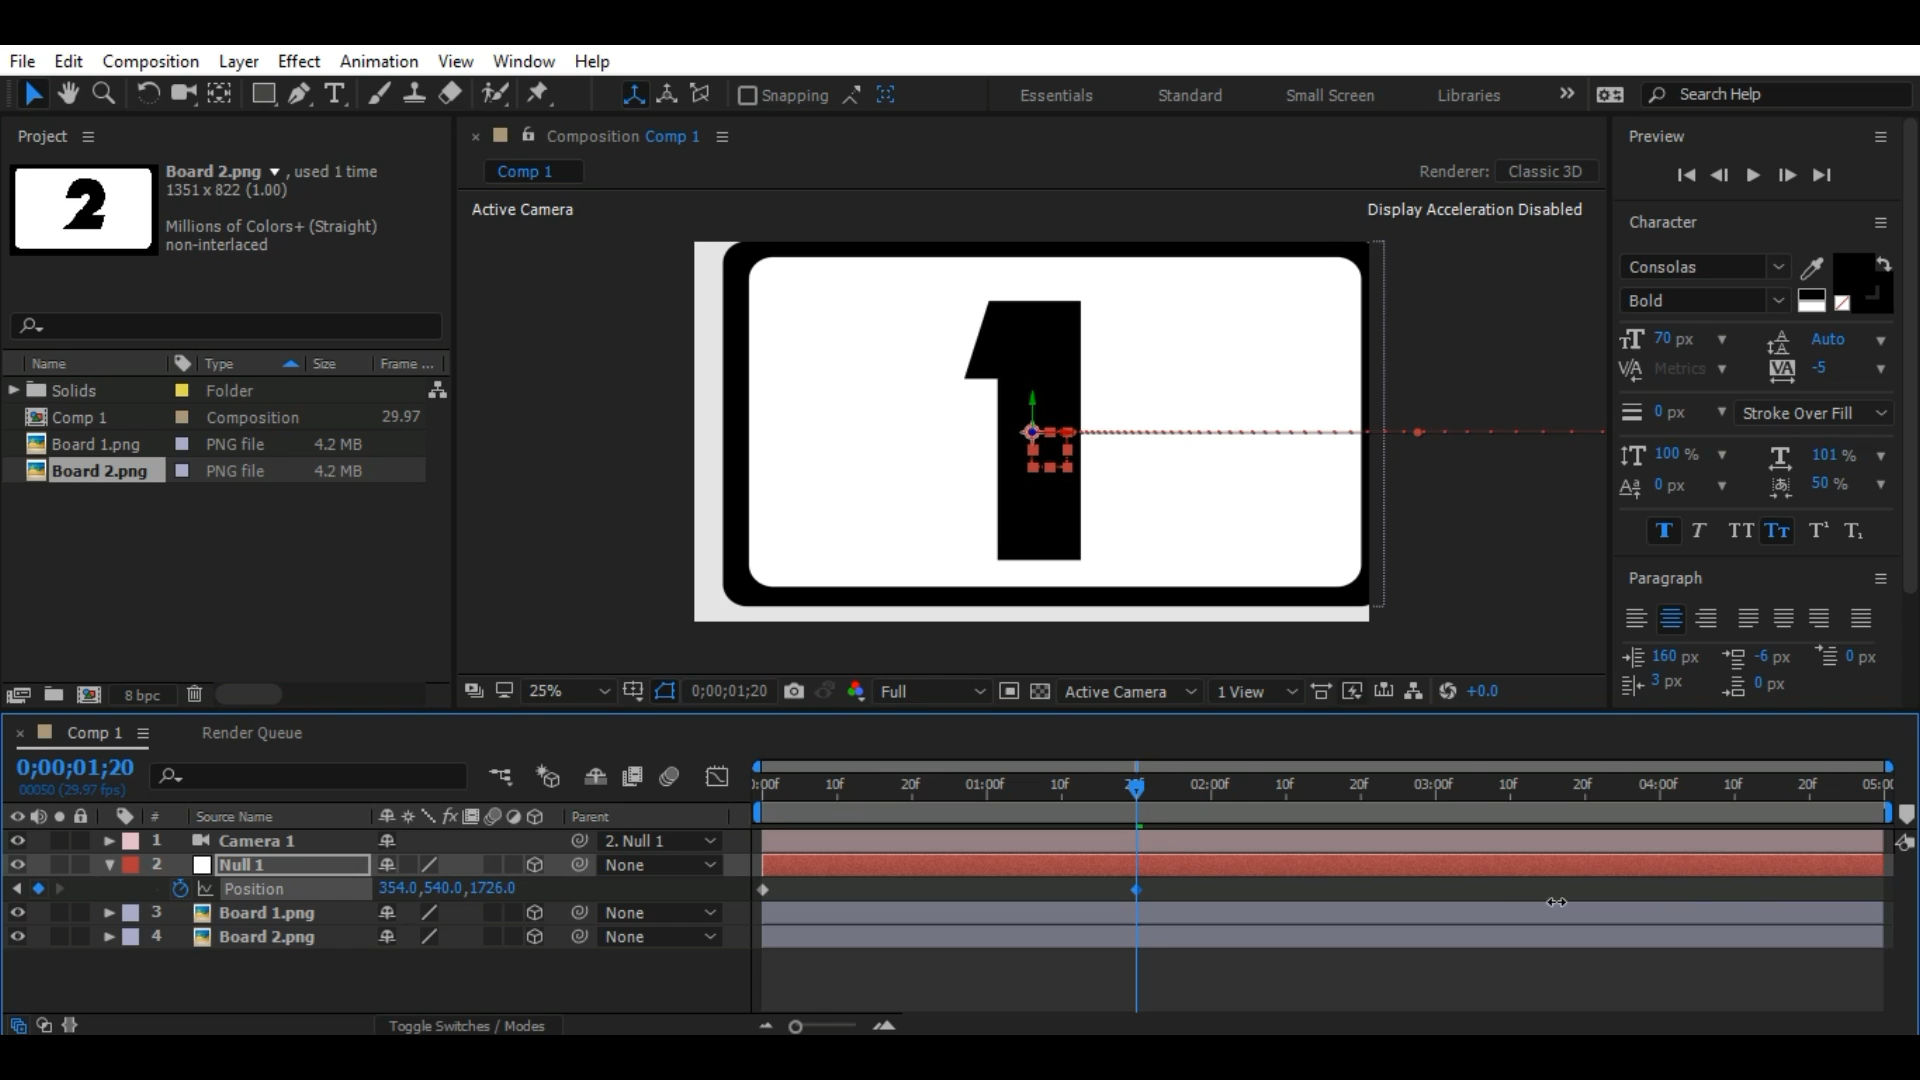 File Edit Composition Layer Effect Animation View Window Help
Snapping Essentials Standard Small Screen Libraries Search Help
Project
Board 2.png , used 1 time
1351 x 822 (1.00)
Millions of Colors+ (Straight)
non-interlaced
2
Name Type Size Frame ...
Solids Folder
Comp 1 Composition 29.97
Board 1.png PNG file 4.2 MB
Board 2.png PNG file 4.2 MB
8 bpc
Composition Comp 1
Comp 1 Renderer: Classic 3D
Active Camera Display Acceleration Disabled
1
25% 0;00;01;20 Full Active Camera 1 View +0.0
Preview
Character
Consolas
Bold
70 px Auto
Metrics -5
0 px Stroke Over Fill
100 % 101 %
0 px 50 %
T T TT TT T¹ T₁
Paragraph
160 px -6 px 0 px
3 px 0 px
Comp 1 Render Queue
0;00;01;20
00050 (29.97 fps)
:00f 10f 20f 01:00f 10f 02:00f 10f 20f 03:00f 10f 20f 04:00f 10f 20f 05:00
# Source Name fx Parent
1 Camera 1 2. Null 1
2 Null 1 None
Position 354.0,540.0,1726.0
3 Board 1.png None
4 Board 2.png None
Toggle Switches / Modes